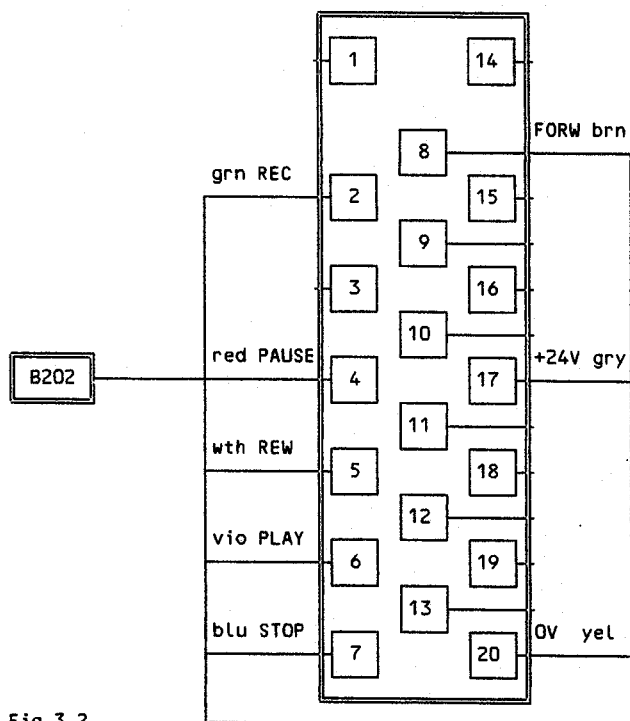 1 14
FORW brn
8
grn REC
2 15
9
3 16
10
red PAUSE +24V gry
B202 4 17
11
wth REW
5 18
12
vio PLAY
6 19
13
blu STOP 0V yel
7 20
Fig 3.2